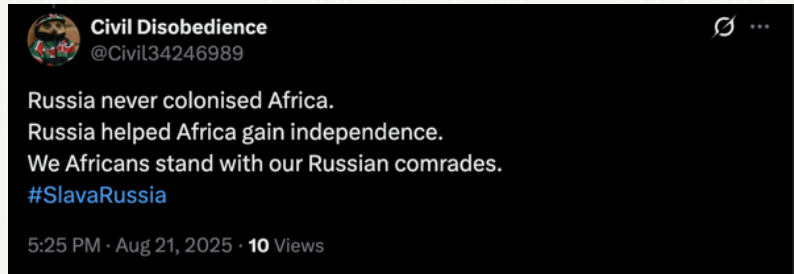 Civil Disobedience
@Civil34246989
Russia never colonised Africa.
Russia helped Africa gain independence.
We Africans stand with our Russian comrades.
#SlavaRussia
5:25 PM · Aug 21, 2025 · 10 Views